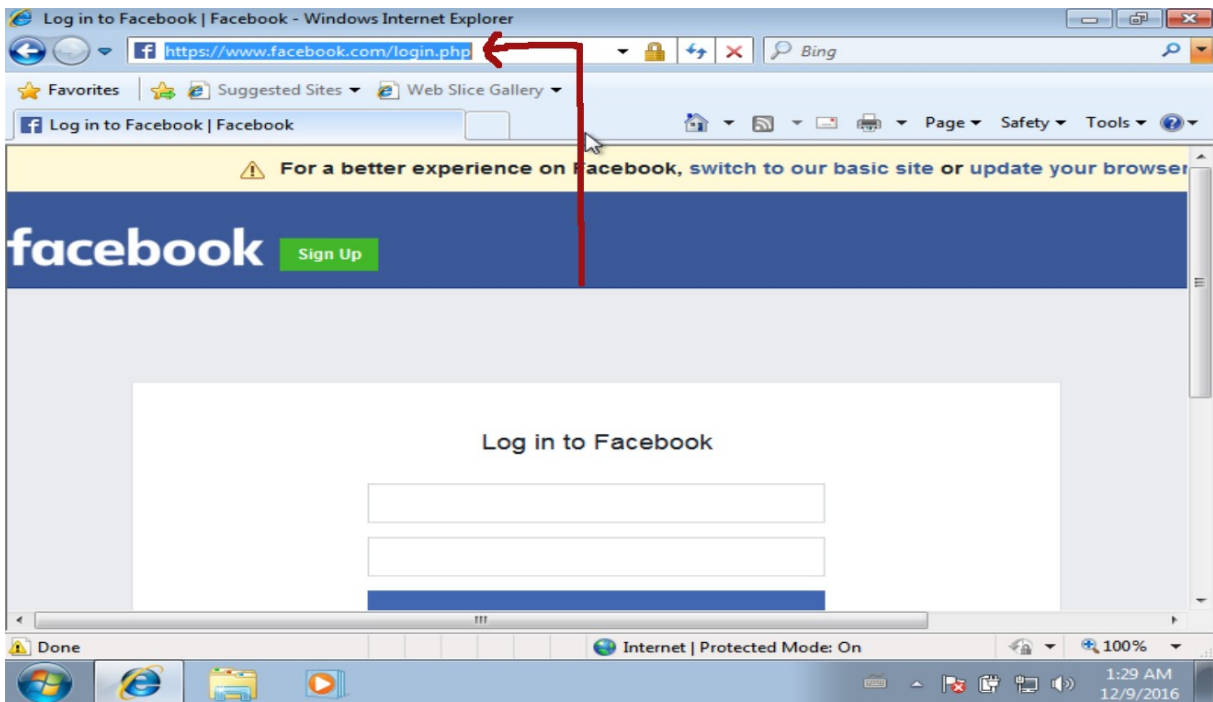 Log in to Facebook | Facebook - Windows Internet Explorer
https://www.facebook.com/login.php Bing
Favorites Suggested Sites Web Slice Gallery
Log in to Facebook | Facebook Page Safety Tools
For a better experience on Facebook, switch to our basic site or update your browser
facebook Sign Up
Log in to Facebook
Done Internet | Protected Mode: On 100%
1:29 AM
12/9/2016